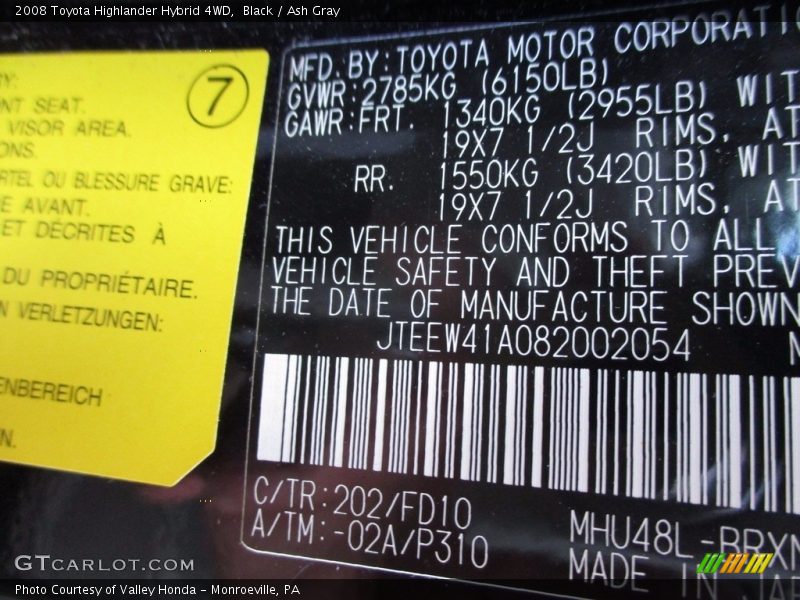 2008 Toyota Highlander Hybrid 4WD, Black / Ash Gray
7
NT SEAT.
VISOR AREA.
ONS.
RTEL OU BLESSURE GRAVE:
E AVANT.
ET DÉCRITES À
DU PROPRIÉTAIRE.
N VERLETZUNGEN:
ENBEREICH
N.
MFD. BY: TOYOTA MOTOR CORPORATI
GVWR: 2785KG (6150LB)
GAWR: FRT. 1340KG (2955LB) WIT
19X7 1/2J RIMS, AT
RR. 1550KG (3420LB) WIT
19X7 1/2J RIMS, AT
THIS VEHICLE CONFORMS TO ALL
VEHICLE SAFETY AND THEFT PREV
THE DATE OF MANUFACTURE SHOWN
JTEEW41A082002054
C/TR: 202/FD10
A/TM: -02A/P310
MHU48L-BRXN
MADE IN JAP
GTCARLOT.COM
Photo Courtesy of Valley Honda - Monroeville, PA